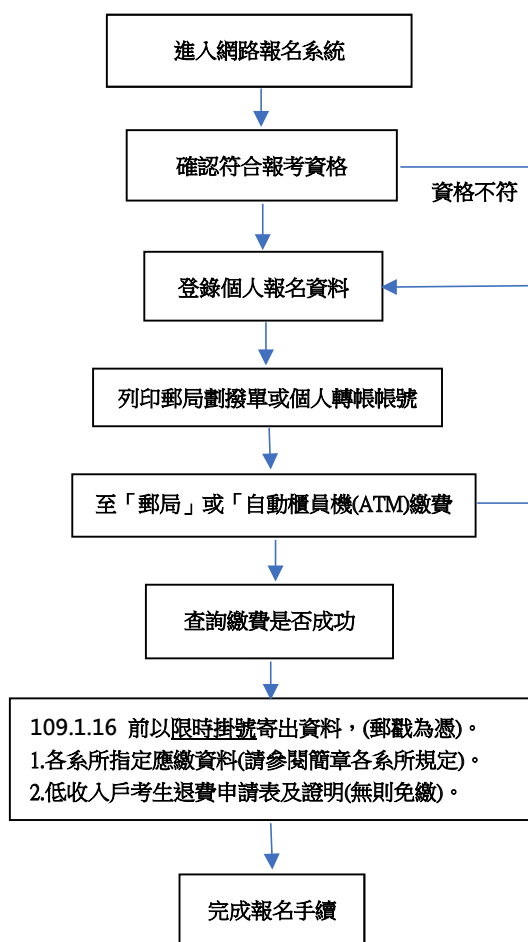 進入網路報名系統
確認符合報考資格
資格不符
登錄個人報名資料
列印郵局劃撥單或個人轉帳帳號
至「郵局」或「自動櫃員機(ATM)繳費
查詢繳費是否成功
109.1.16 前以限時掛號寄出資料，(郵戳為憑)。
1.各系所指定應繳資料(請參閱簡章各系所規定)。
2.低收入戶考生退費申請表及證明(無則免繳)。
完成報名手續